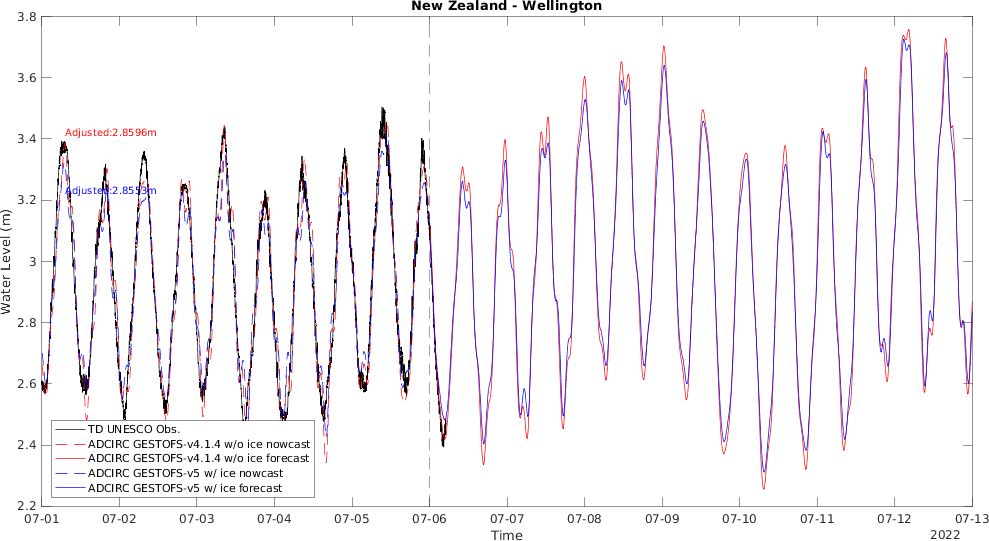 New Zealand - Wellington
3.8
3.6
3.4
3.2
3
2.8
2.6
2.4
2.2
Water Level (m)
Adjusted:2.8596m
Adjusted:2.8553m
TD UNESCO Obs.
ADCIRC GESTOFS-v4.1.4 w/o ice nowcast
ADCIRC GESTOFS-v4.1.4 w/o ice forecast
ADCIRC GESTOFS-v5 w/ ice nowcast
ADCIRC GESTOFS-v5 w/ ice forecast
07-01 07-02 07-03 07-04 07-05 07-06 07-07 07-08 07-09 07-10 07-11 07-12 07-13
Time
2022